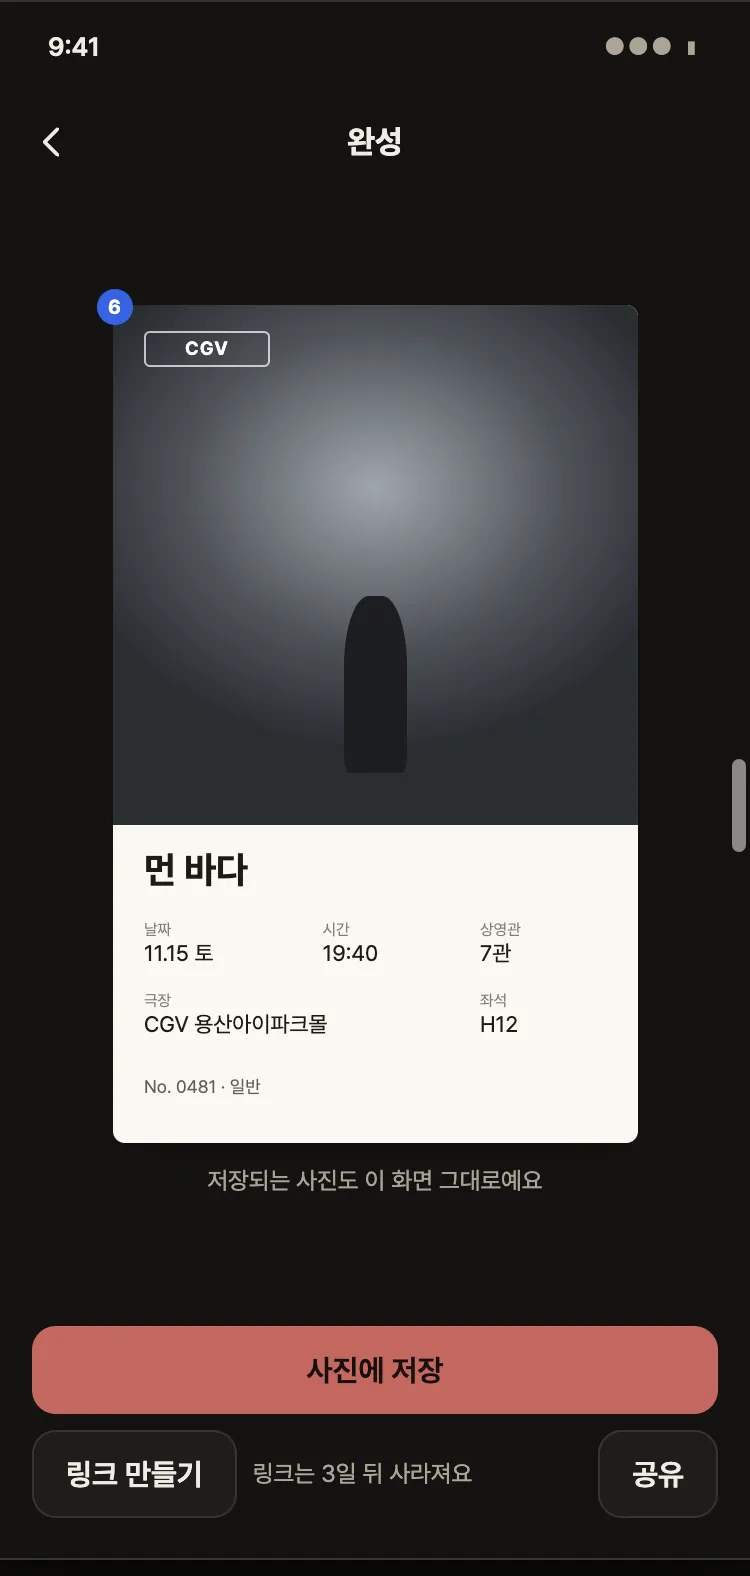 9:41
완성
6
CGV
먼 바다
날짜 시간 상영관
11.15 토 19:40 7관
극장 좌석
CGV 용산아이파크몰 H12
No. 0481 · 일반
저장되는 사진도 이 화면 그대로예요
사진에 저장
링크 만들기 링크는 3일 뒤 사라져요 공유